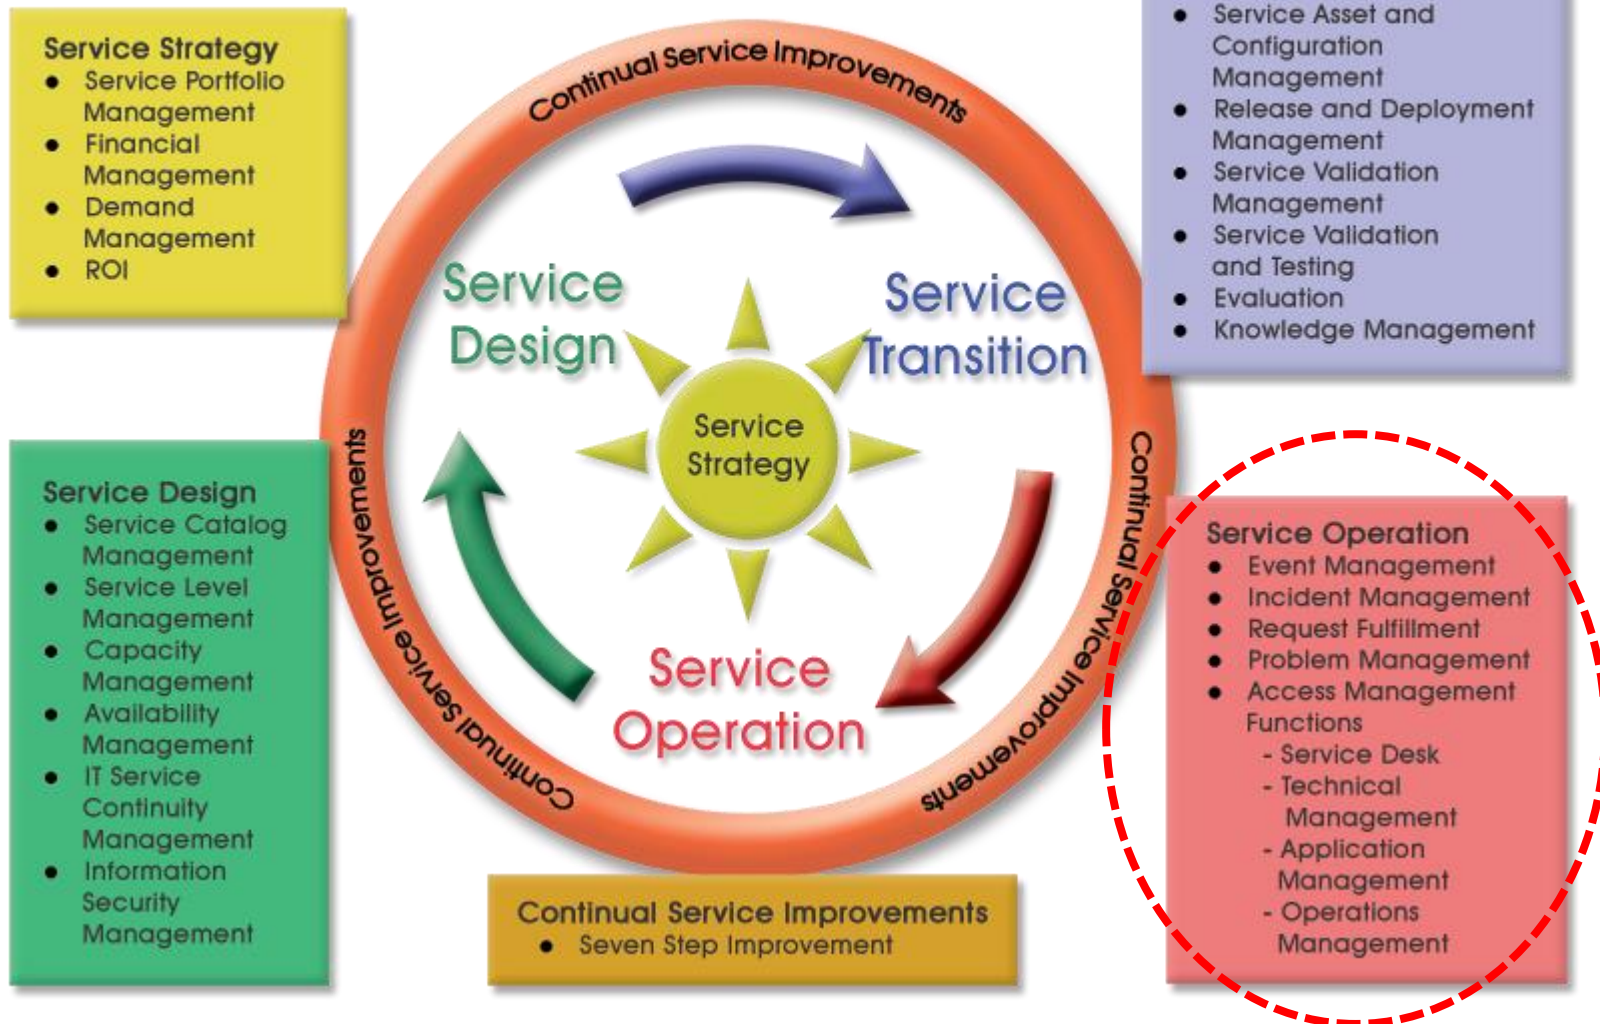 Service Strategy
● Service Portfolio
Management
● Financial
Management
● Demand
Management
● ROI
Service Design
● Service Catalog
Management
● Service Level
Management
● Capacity
Management
● Availability
Management
● IT Service
Continuity
Management
● Information
Security
Management
Continual Service Improvements
Continual Service Improvements
Continual Service Improvements
Service
Design
Service
Transition
Service
Strategy
Service
Operation
Continual Service Improvements
● Seven Step Improvement
● Service Asset and
Configuration
Management
● Release and Deployment
Management
● Service Validation
Management
● Service Validation
and Testing
● Evaluation
● Knowledge Management
Service Operation
● Event Management
● Incident Management
● Request Fulfillment
● Problem Management
● Access Management
Functions
- Service Desk
- Technical
Management
- Application
Management
- Operations
Management